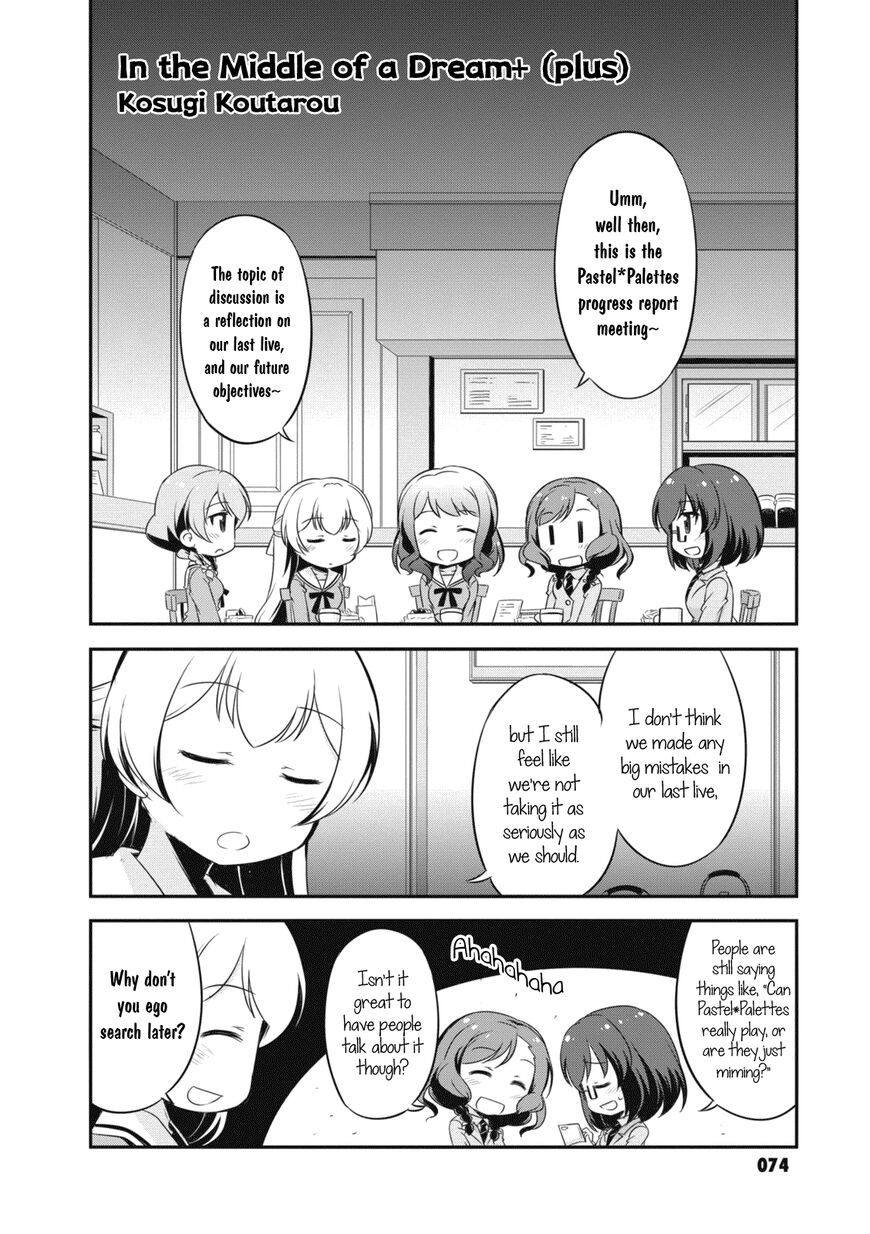 In the Middle of a Dream+ (plus)
Kosugi Koutarou
Umm,
well then,
this is the
Pastel*Palettes
progress report
meeting~
The topic of
discussion is
a reflection on
our last live,
and our future
objectives~
I don't think
we made any
big mistakes in
our last live,
but I still
feel like
we're not
taking it as
seriously as
we should.
People are
still saying
things like, "Can
Pastel*Palettes
really play, or
are they just
miming?"
Ahahahaha
Isn't it
great to
have people
talk about it
though?
Why don't
you ego
search later?
074